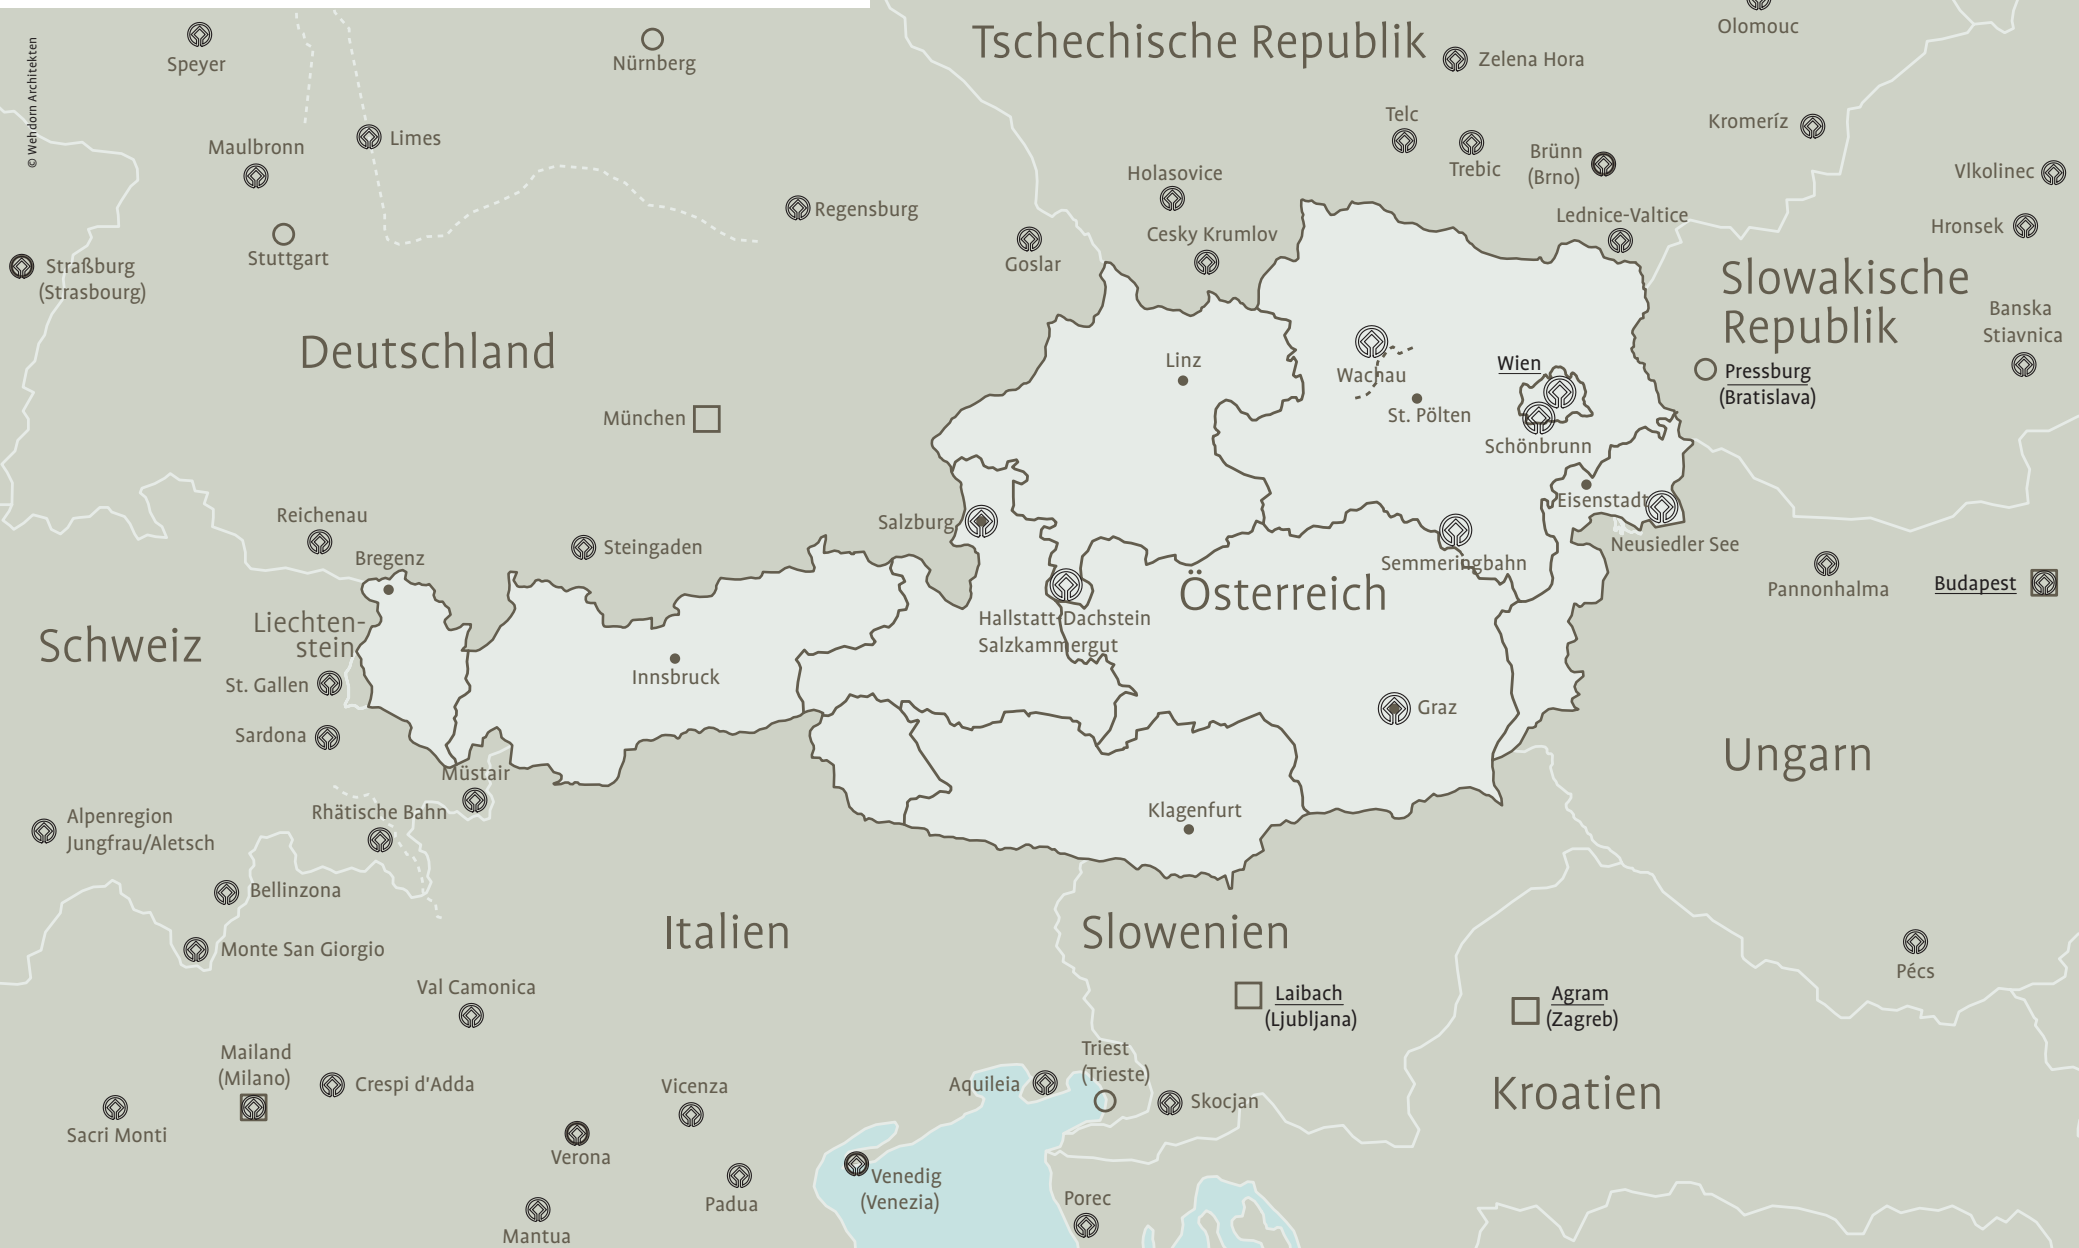 © Wehdorn Architekten
Speyer
Nürnberg
Tschechische Republik
Zelena Hora
Olomouc
Maulbronn
Limes
Telc
Trebic
Brünn
(Brno)
Kromeríz
Vlkolinec
Holasovice
Regensburg
Stuttgart
Goslar
Cesky Krumlov
Lednice-Valtice
Hronsek
Straßburg
(Strasbourg)
Slowakische
Republik
Banska
Stiavnica
Deutschland
Linz
Wachau
Wien
Pressburg
(Bratislava)
München
St. Pölten
Schönbrunn
Reichenau
Bregenz
Steingaden
Salzburg
Eisenstadt
Neusiedler See
Semmeringbahn
Pannonhalma
Budapest
Österreich
Hallstatt-Dachstein
Salzkammergut
Schweiz
Liechten-
stein
St. Gallen
Innsbruck
Sardona
Graz
Ungarn
Müstair
Alpenregion
Jungfrau/Aletsch
Rhätische Bahn
Klagenfurt
Bellinzona
Italien
Slowenien
Monte San Giorgio
Pécs
Val Camonica
Laibach
(Ljubljana)
Agram
(Zagreb)
Mailand
(Milano)
Crespi d'Adda
Vicenza
Aquileia
Triest
(Trieste)
Skocjan
Kroatien
Sacri Monti
Verona
Padua
Venedig
(Venezia)
Porec
Mantua